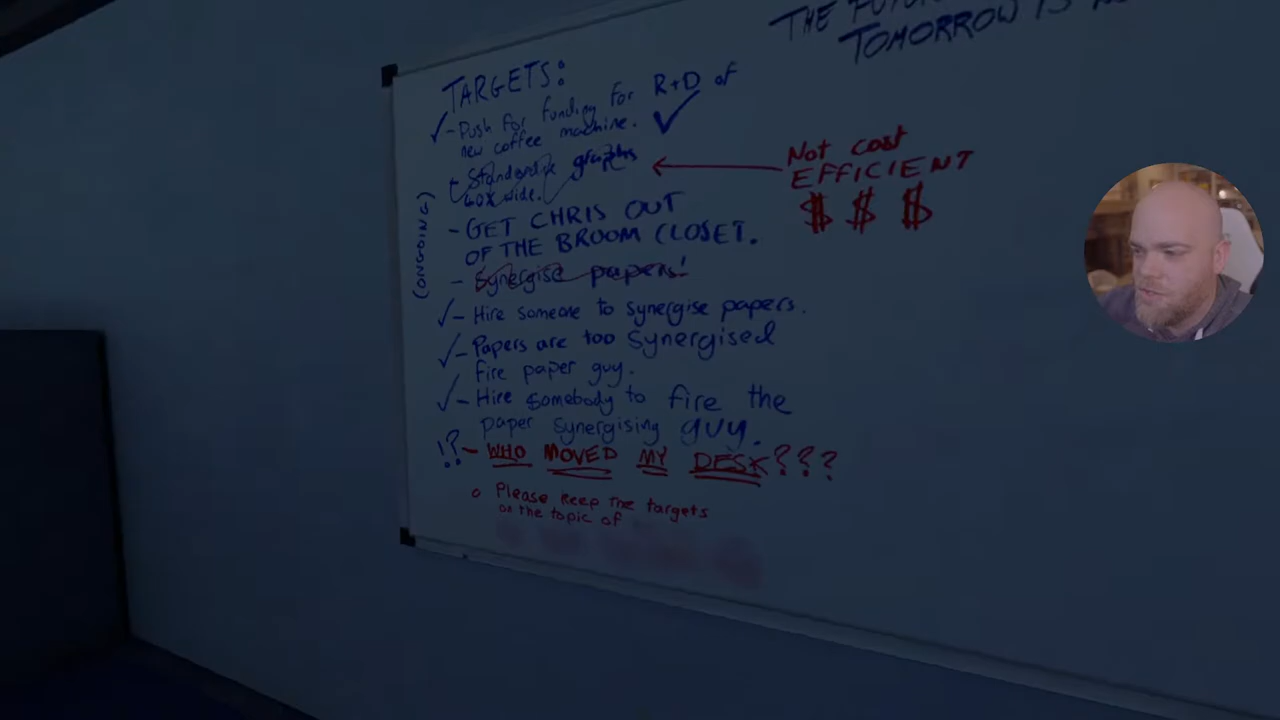 THE FUTU
TOMORROW IS
TARGETS:
✓ - Push for funding for R+D of
new coffee machine. ✓
Standardize graphs
60x wide.
Not cost
EFFICIENT
$ $ $
(ONGOING)
- GET CHRIS OUT
OF THE BROOM CLOSET.
- Synergise papers!
✓ - Hire someone to synergise papers.
✓ - Papers are too synergised
fire paper guy.
✓ - Hire somebody to fire the
paper synergising guy.
!? - WHO MOVED MY DESK???
o Please keep the targets
on the topic of